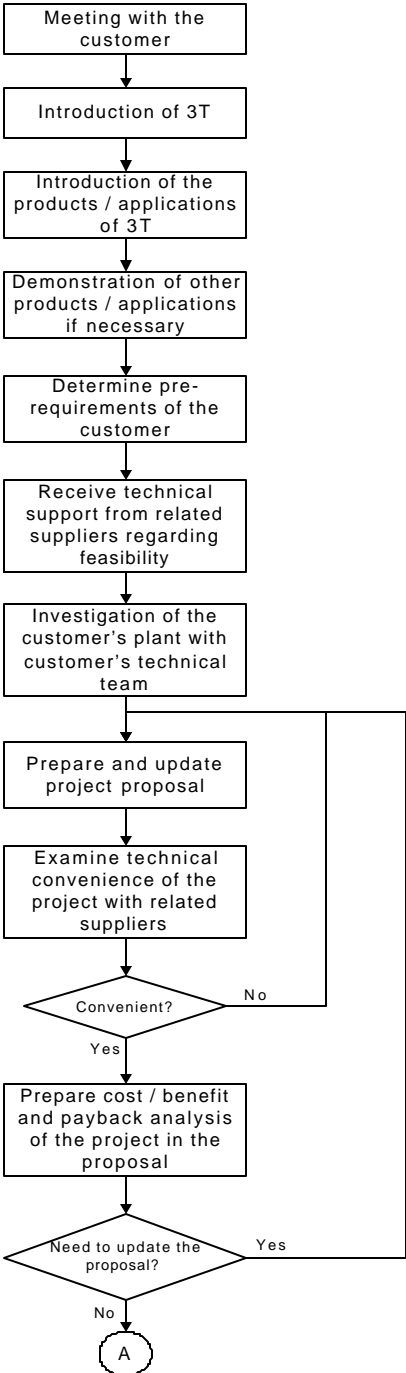 Meeting with the
customer
Introduction of 3T
Introduction of the
products / applications
of 3T
Demonstration of other
products / applications
if necessary
Determine pre-
requirements of the
customer
Receive technical
support from related
suppliers regarding
feasibility
Investigation of the
customer's plant with
customer's technical
team
Prepare and update
project proposal
Examine technical
convenience of the
project with related
suppliers
Convenient?
No
Yes
Prepare cost / benefit
and payback analysis
of the project in the
proposal
Need to update the
proposal?
Yes
No
A